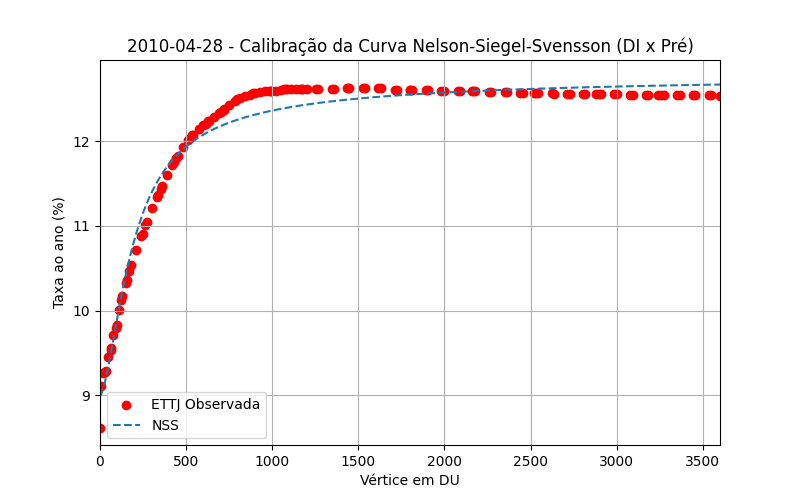 2010-04-28 - Calibração da Curva Nelson-Siegel-Svensson (DI x Pré)
Taxa ao ano (%)
12
11
10
9
ETTJ Observada
NSS
0 500 1000 1500 2000 2500 3000 3500
Vértice em DU